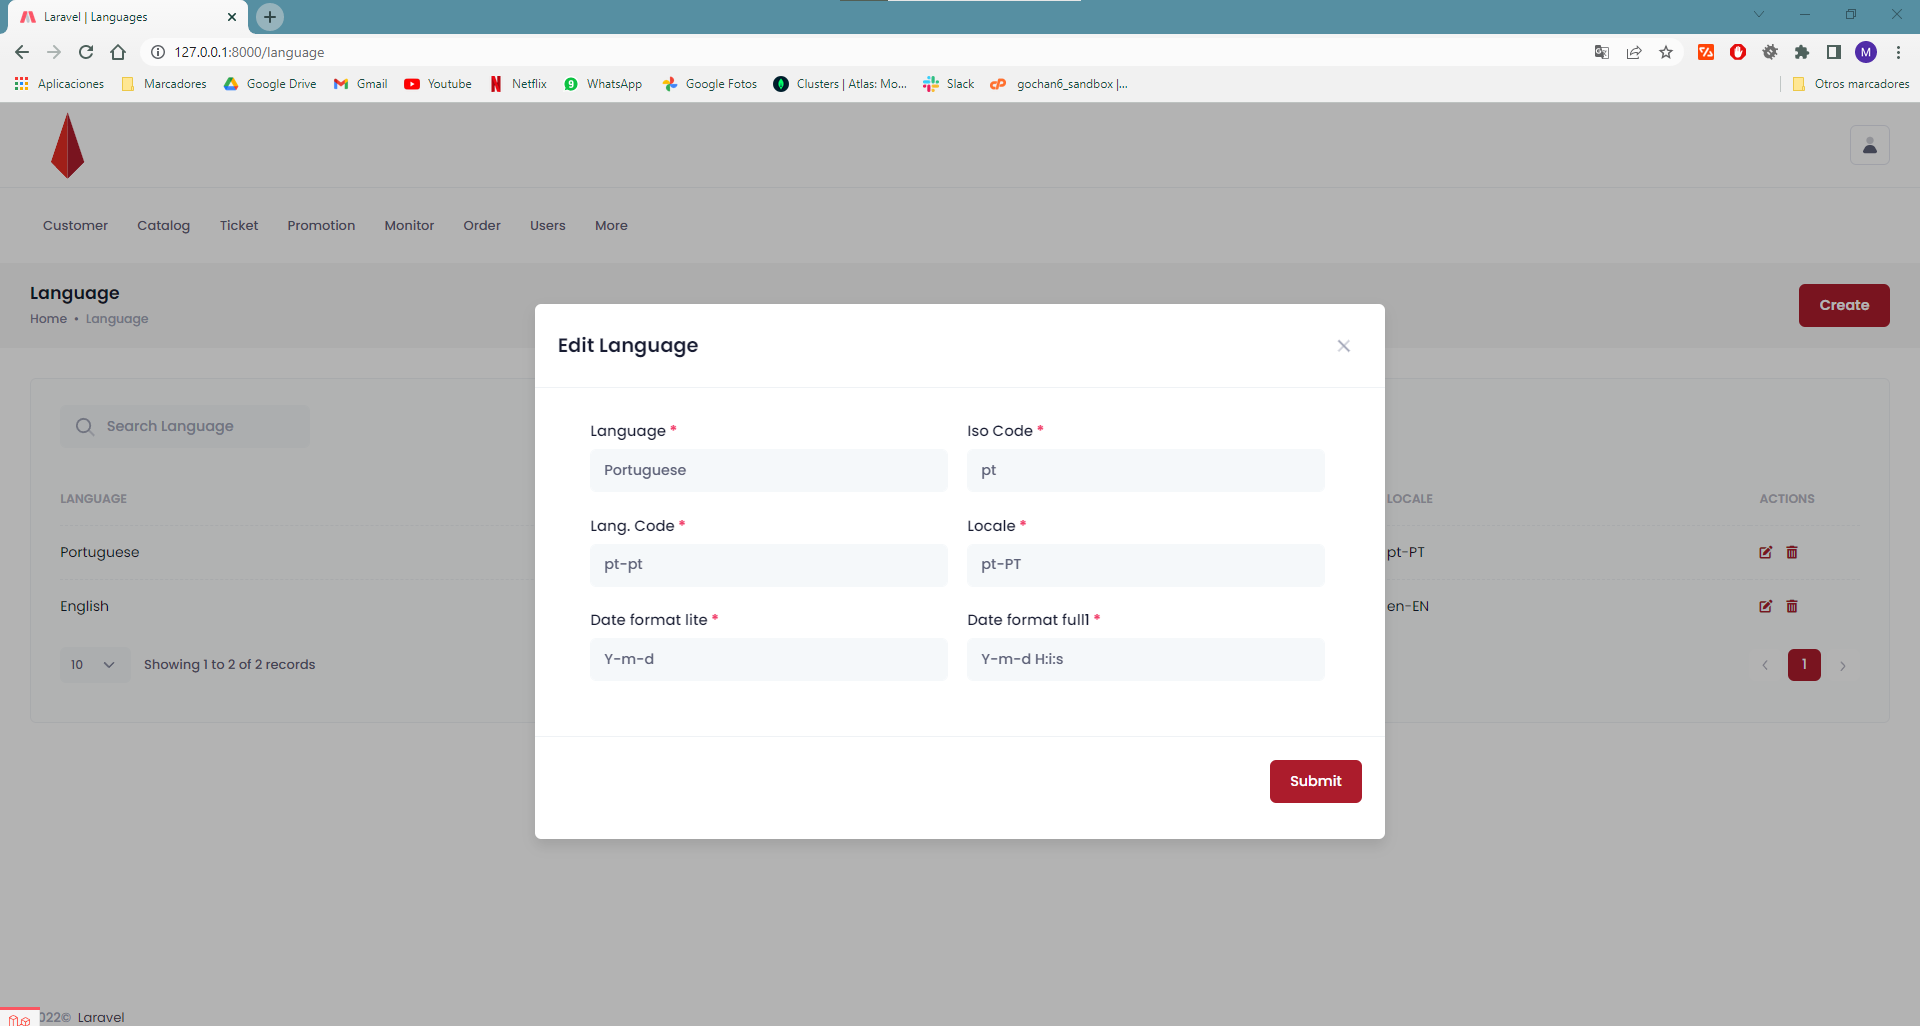 Laravel | Languages
127.0.0.1:8000/language
M
Aplicaciones Marcadores Google Drive Gmail Youtube Netflix WhatsApp Google Fotos Clusters | Atlas: Mo... Slack gochan6_sandbox |... Otros marcadores
Customer Catalog Ticket Promotion Monitor Order Users More
Language
Home • Language
Create
Edit Language
Search Language
Language * Iso Code *
Portuguese pt
LANGUAGE LOCALE ACTIONS
Lang. Code * Locale *
Portuguese pt-PT
pt-pt pt-PT
English en-EN
Date format lite * Date format full1 *
Y-m-d Y-m-d H:i:s
10 Showing 1 to 2 of 2 records 1
Submit
022© Laravel